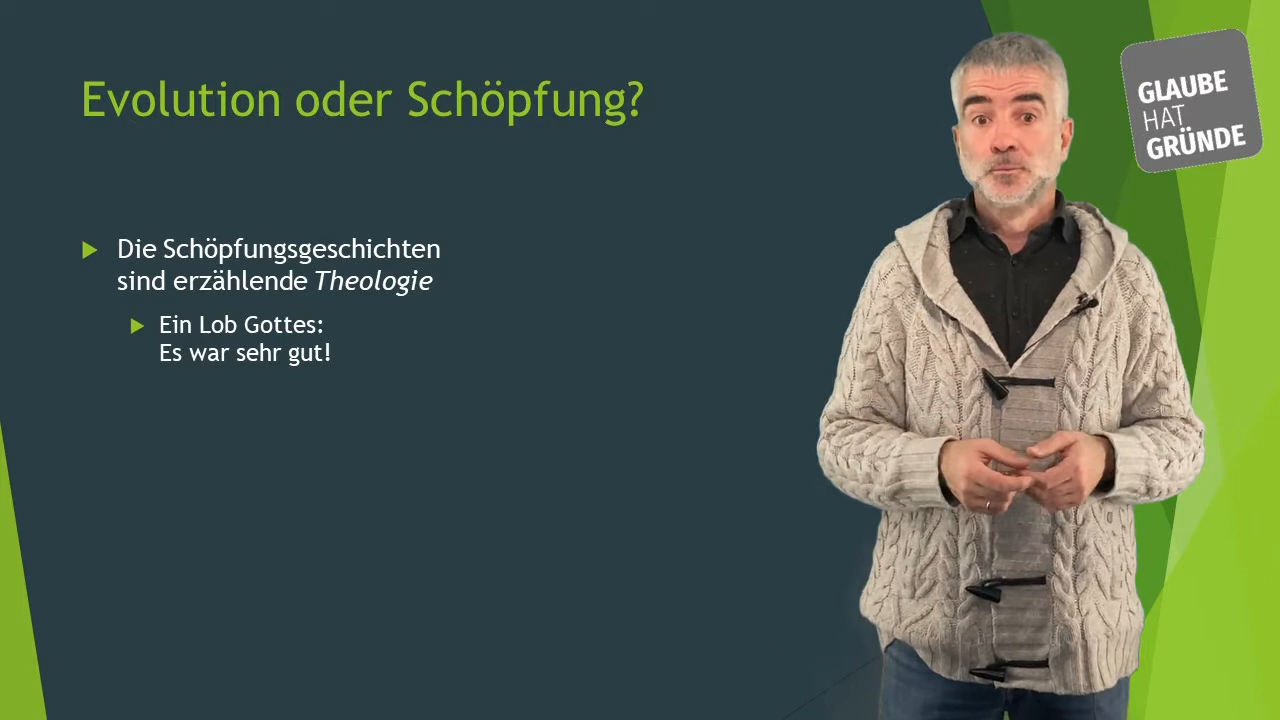 Evolution oder Schöpfung?
Die Schöpfungsgeschichten
sind erzählende Theologie
Ein Lob Gottes:
Es war sehr gut!
GLAUBE
HAT
GRÜNDE